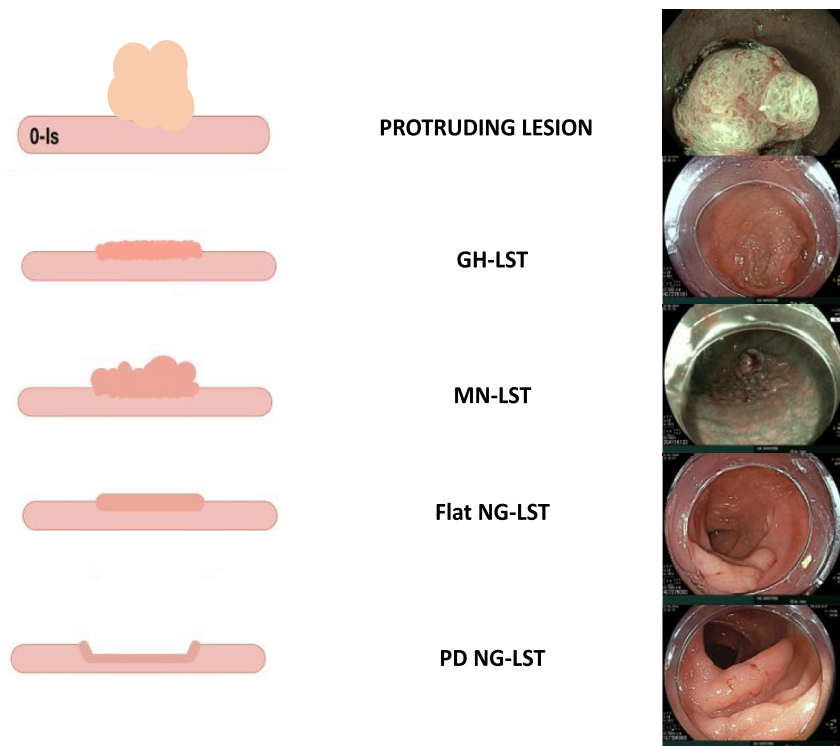 0-Is
PROTRUDING LESION
GH-LST
MN-LST
Flat NG-LST
PD NG-LST